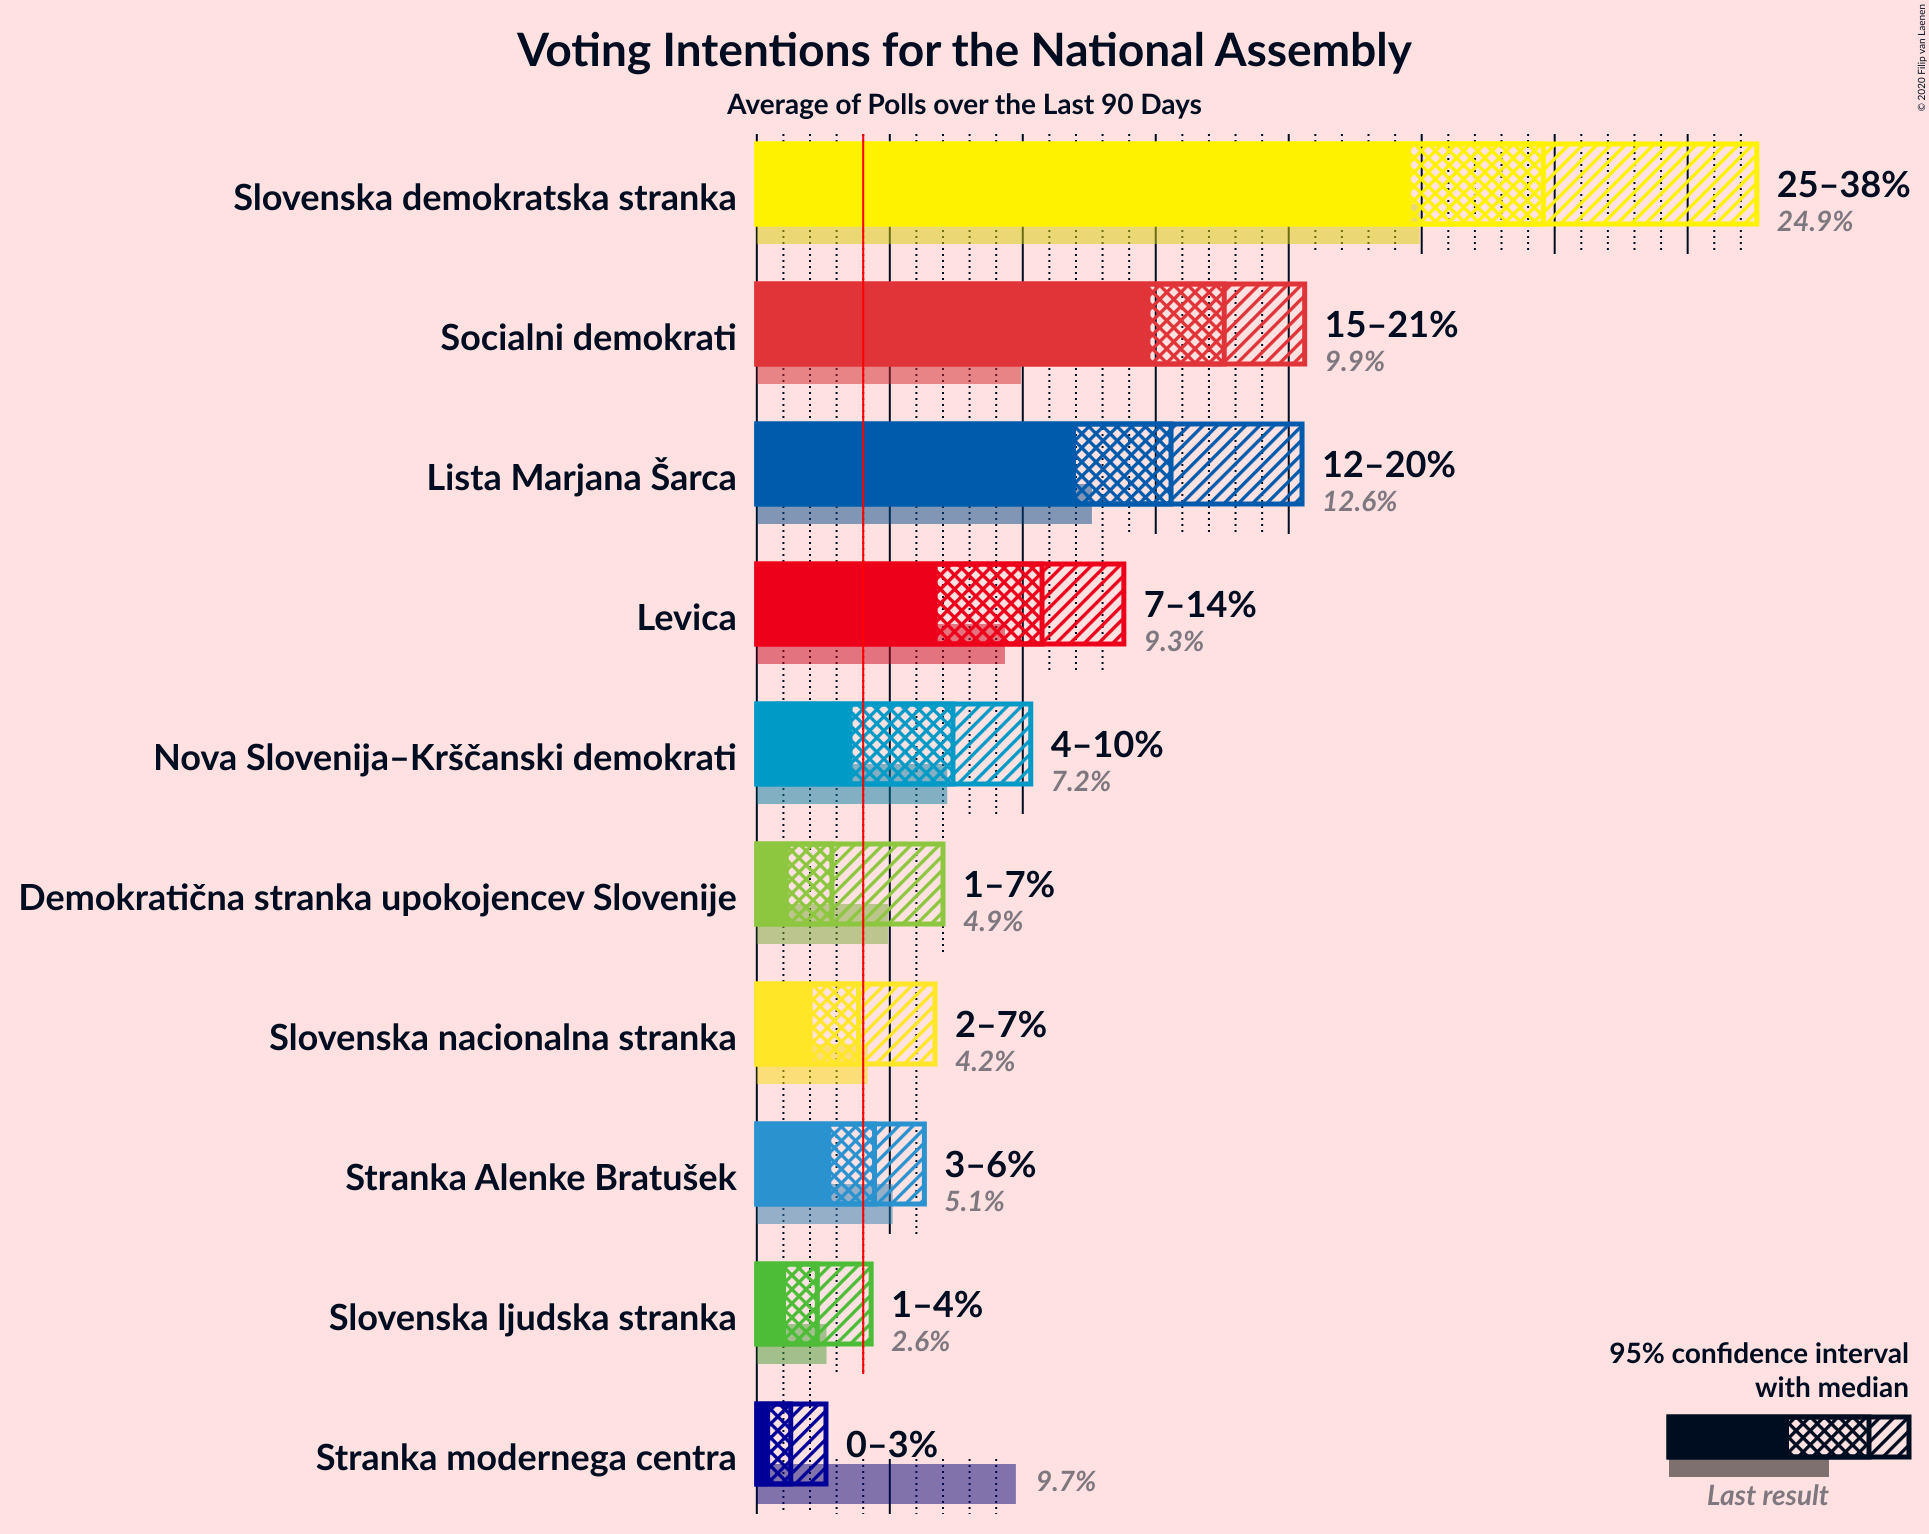 Voting Intentions for the National Assembly
Average of Polls over the Last 90 Days
© 2020 Filip van Laenen
Slovenska demokratska stranka
25–38%
24.9%
Socialni demokrati
15–21%
9.9%
Lista Marjana Šarca
12–20%
12.6%
Levica
7–14%
9.3%
Nova Slovenija–Krščanski demokrati
4–10%
7.2%
Demokratična stranka upokojencev Slovenije
1–7%
4.9%
Slovenska nacionalna stranka
2–7%
4.2%
Stranka Alenke Bratušek
3–6%
5.1%
Slovenska ljudska stranka
1–4%
2.6%
Stranka modernega centra
0–3%
9.7%
95% confidence interval
with median
Last result